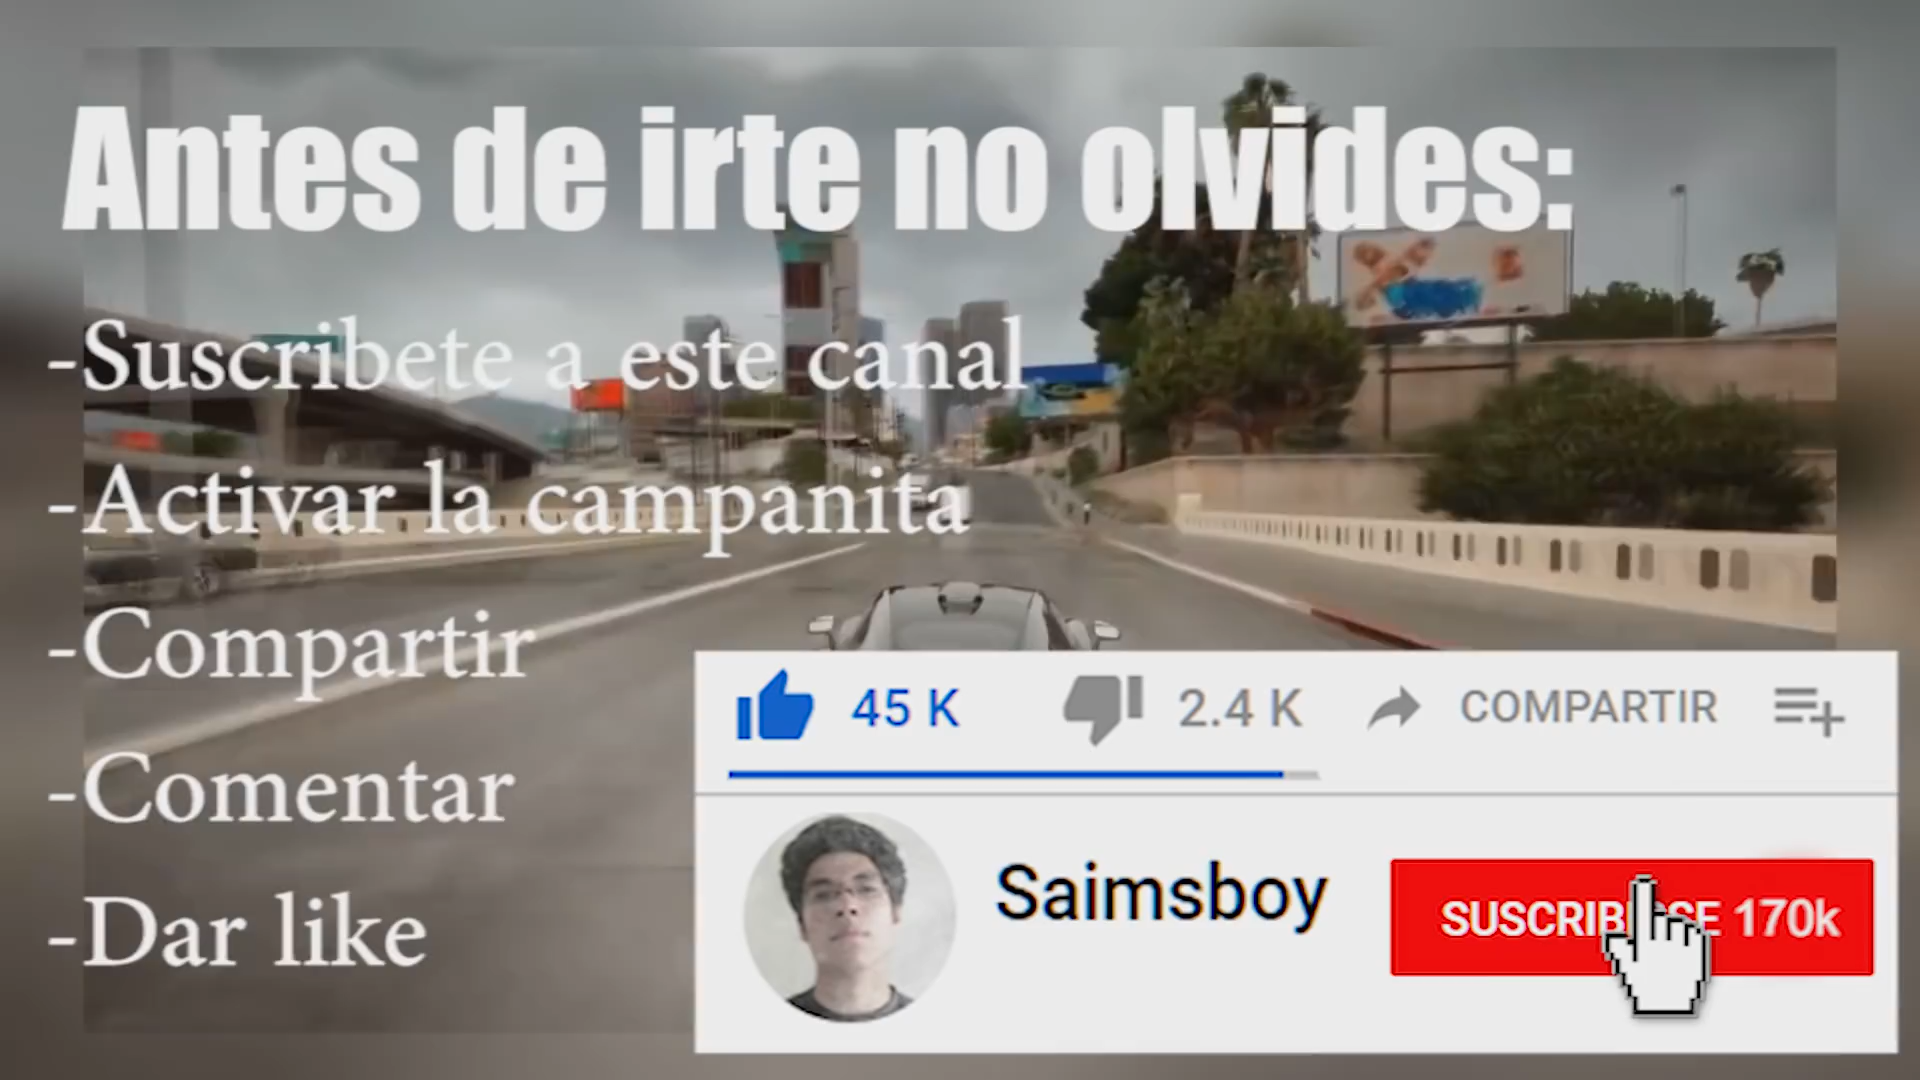 Antes de irte no olvides:
-Suscribete a este canal
-Activar la campanita
-Compartir
-Comentar
-Dar like
45 K 2.4 K COMPARTIR
Saimsboy
170k